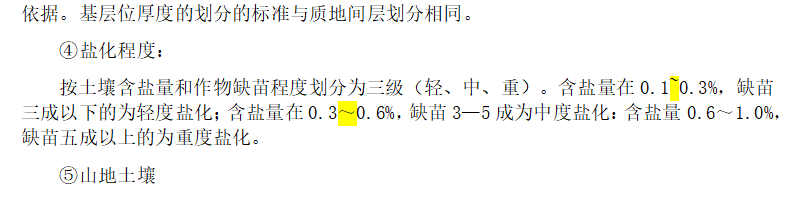 依据。基层位厚度的划分的标准与质地间层划分相同。
④盐化程度：
按土壤含盐量和作物缺苗程度划分为三级（轻、中、重）。含盐量在 0.1~0.3%，缺苗
三成以下的为轻度盐化；含盐量在 0.3～0.6%，缺苗 3—5 成为中度盐化：含盐量 0.6～1.0%，
缺苗五成以上的为重度盐化。
⑤山地土壤